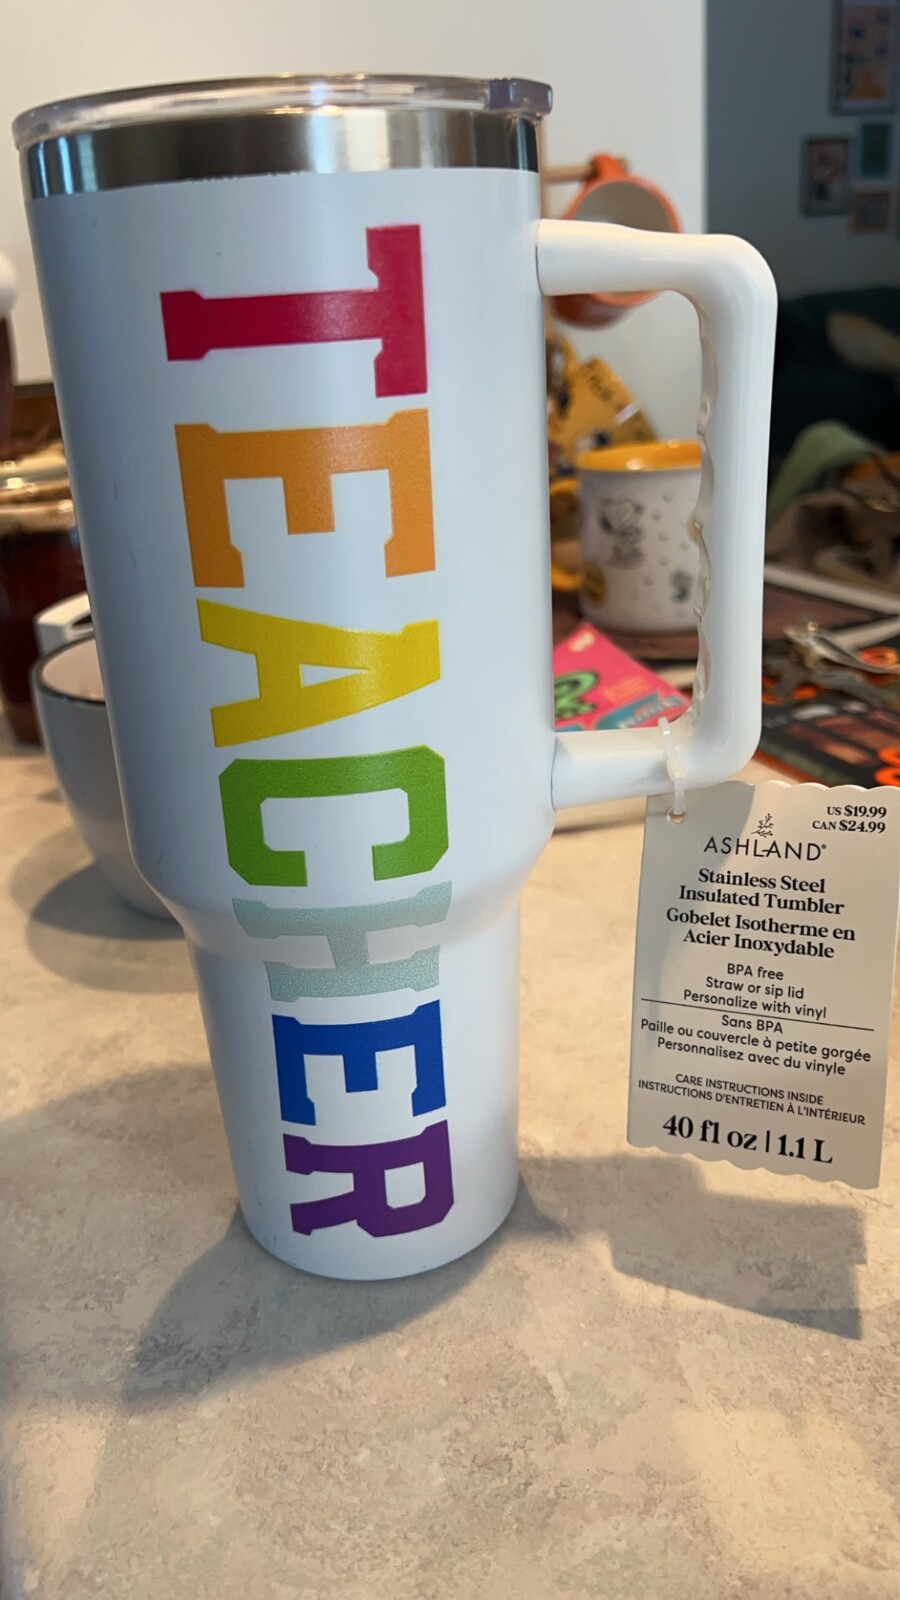 TEACHER
US $19.99
CAN $24.99
ASHLAND®
Stainless Steel
Insulated Tumbler
Gobelet Isotherme en
Acier Inoxydable
BPA free
Straw or sip lid
Personalize with vinyl
Sans BPA
Paille ou couvercle à petite gorgée
Personnalisez avec du vinyle
CARE INSTRUCTIONS INSIDE
INSTRUCTIONS D'ENTRETIEN À L'INTÉRIEUR
40 fl oz | 1.1 L